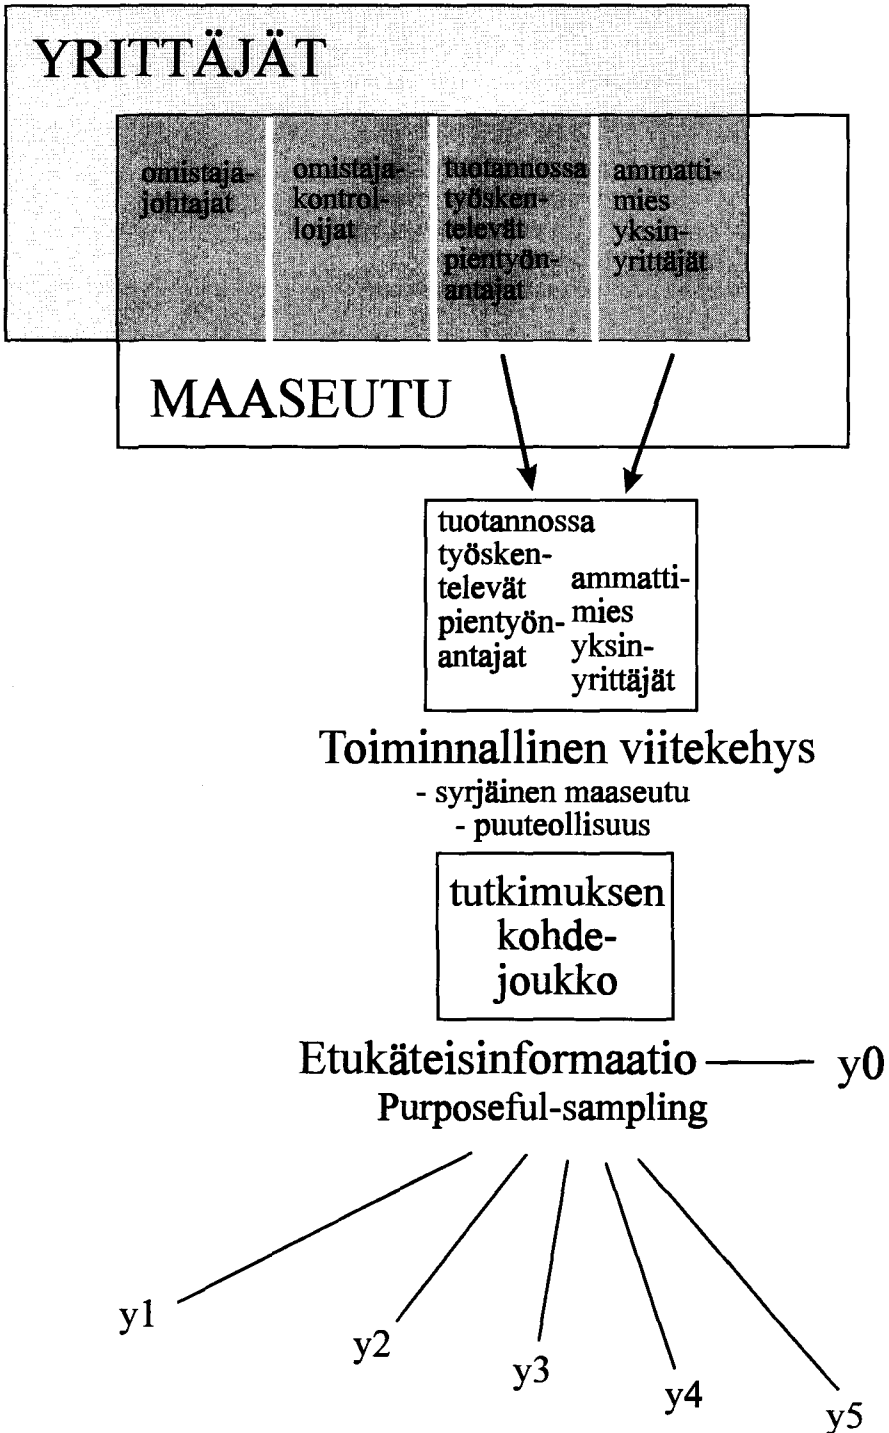 YRITTÄJÄT
omistaja-
johtajat
omistaja-
kontrol-
loijat
tuotannossa
työsken-
televät
pientyön-
antajat
ammatti-
mies
yksin-
yrittäjät
MAASEUTU
tuotannossa
työsken-
televät
pientyön-
antajat
ammatti-
mies
yksin-
yrittäjät
Toiminnallinen viitekehys
- syrjäinen maaseutu
- puuteollisuus
tutkimuksen
kohde-
joukko
Etukäteisinformaatio y0
Purposeful-sampling
y1
y2
y3
y4
y5